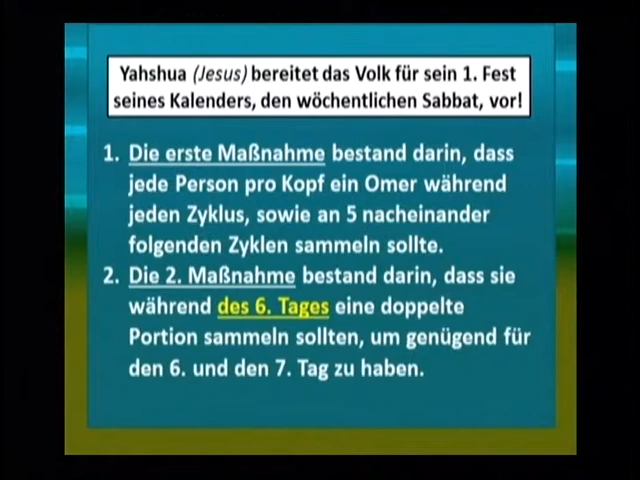 Yahshua (Jesus) bereitet das Volk für sein 1. Fest
seines Kalenders, den wöchentlichen Sabbat, vor!
1. Die erste Maßnahme bestand darin, dass
jede Person pro Kopf ein Omer während
jeden Zyklus, sowie an 5 nacheinander
folgenden Zyklen sammeln sollte.
2. Die 2. Maßnahme bestand darin, dass sie
während des 6. Tages eine doppelte
Portion sammeln sollten, um genügend für
den 6. und den 7. Tag zu haben.